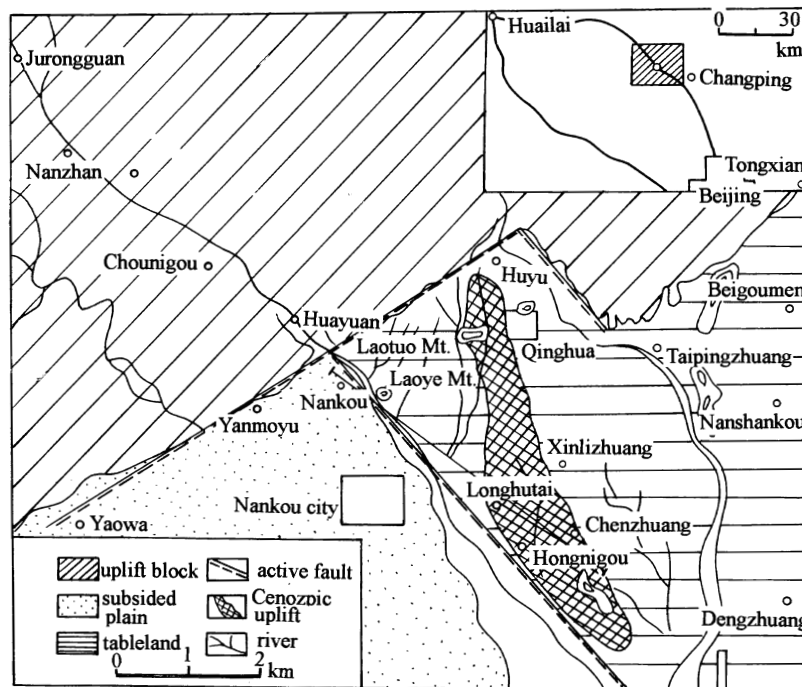 Huailai
0 30
km
Changping
Tongxian
Beijing
Jurongguan
Nanzhan
Chounigou
Huyu
Beigoumen
Huayuan
Laotuo Mt.
Qinghua
Taipingzhuang
Laoye Mt.
Nankou
Yanmoyu
Nanshankou
Xinlizhuang
Nankou city
Longhutai
Yaowa
Chenzhuang
Hongnigou
Dengzhuang
uplift block
active fault
subsided
plain
Cenozpic
uplift
tableland
river
0 1 2
km